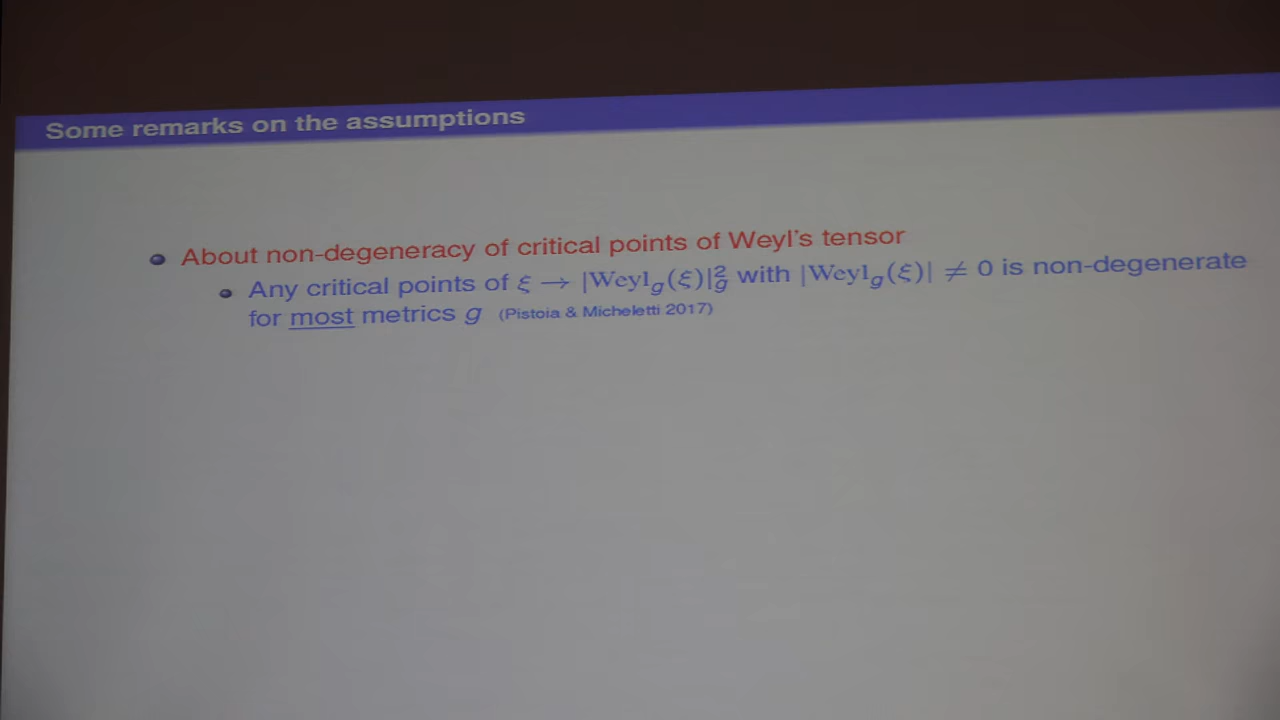 Some remarks on the assumptions
About non-degeneracy of critical points of Weyl's tensor
Any critical points of ξ → |Weyl_g(ξ)|²_g with |Weyl_g(ξ)| ≠ 0 is non-degenerate
for most metrics g (Pistoia & Micheletti 2017)